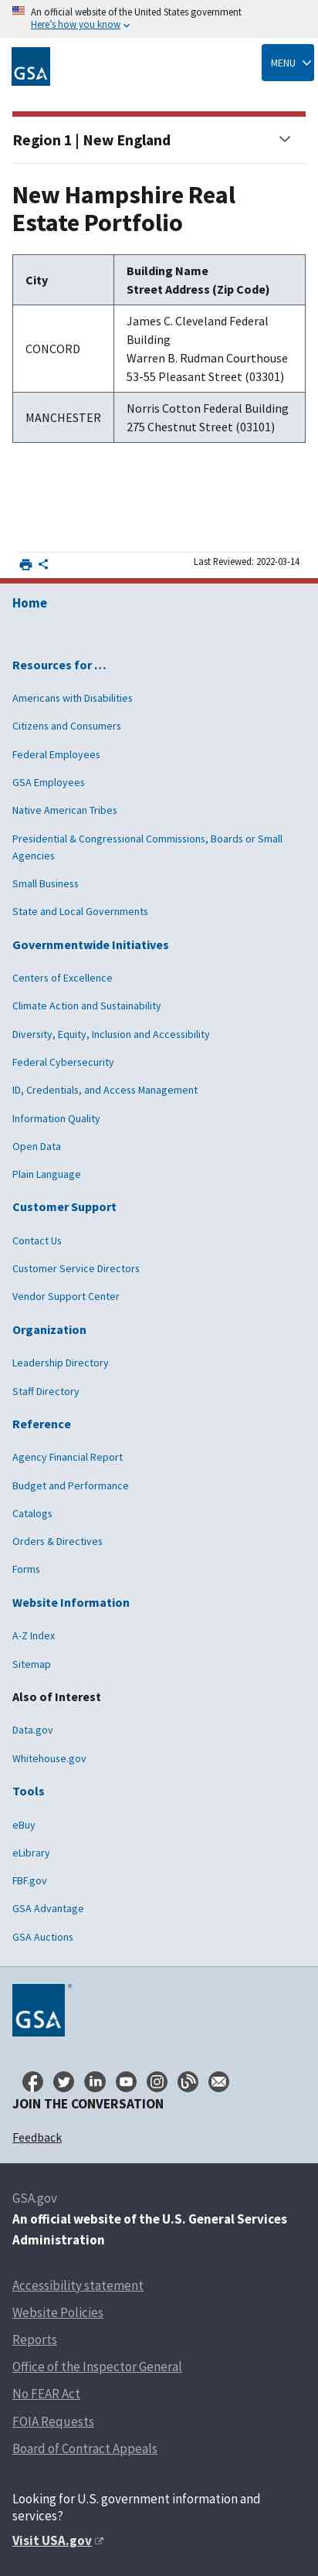 An official website of the United States government
Here's how you know
GSA
MENU
Region 1 | New England
New Hampshire Real
Estate Portfolio
City
Building Name
Street Address (Zip Code)
CONCORD
James C. Cleveland Federal
Building
Warren B. Rudman Courthouse
53-55 Pleasant Street (03301)
MANCHESTER
Norris Cotton Federal Building
275 Chestnut Street (03101)
Last Reviewed: 2022-03-14
Home
Resources for …
Americans with Disabilities
Citizens and Consumers
Federal Employees
GSA Employees
Native American Tribes
Presidential & Congressional Commissions, Boards or Small
Agencies
Small Business
State and Local Governments
Governmentwide Initiatives
Centers of Excellence
Climate Action and Sustainability
Diversity, Equity, Inclusion and Accessibility
Federal Cybersecurity
ID, Credentials, and Access Management
Information Quality
Open Data
Plain Language
Customer Support
Contact Us
Customer Service Directors
Vendor Support Center
Organization
Leadership Directory
Staff Directory
Reference
Agency Financial Report
Budget and Performance
Catalogs
Orders & Directives
Forms
Website Information
A-Z Index
Sitemap
Also of Interest
Data.gov
Whitehouse.gov
Tools
eBuy
eLibrary
FBF.gov
GSA Advantage
GSA Auctions
GSA
JOIN THE CONVERSATION
Feedback
GSA.gov
An official website of the U.S. General Services
Administration
Accessibility statement
Website Policies
Reports
Office of the Inspector General
No FEAR Act
FOIA Requests
Board of Contract Appeals
Looking for U.S. government information and
services?
Visit USA.gov